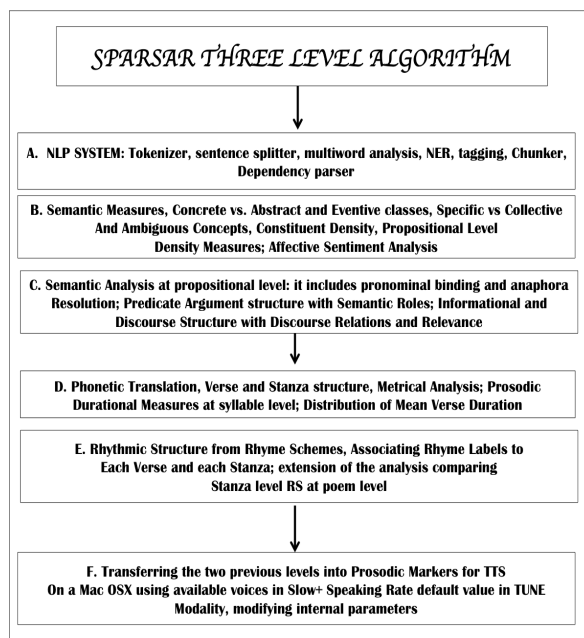 SPARSAR THREE LEVEL ALGORITHM
A. NLP SYSTEM: Tokenizer, sentence splitter, multiword analysis, NER, tagging, Chunker,
Dependency parser
B. Semantic Measures, Concrete vs. Abstract and Eventive classes, Specific vs Collective
And Ambiguous Concepts, Constituent Density, Propositional Level
Density Measures; Affective Sentiment Analysis
C. Semantic Analysis at propositional level: it includes pronominal binding and anaphora
Resolution; Predicate Argument structure with Semantic Roles; Informational and
Discourse Structure with Discourse Relations and Relevance
D. Phonetic Translation, Verse and Stanza structure, Metrical Analysis; Prosodic
Durational Measures at syllable level; Distribution of Mean Verse Duration
E. Rhythmic Structure from Rhyme Schemes, Associating Rhyme Labels to
Each Verse and each Stanza; extension of the analysis comparing
Stanza level RS at poem level
F. Transferring the two previous levels into Prosodic Markers for TTS
On a Mac OSX using available voices in Slow+ Speaking Rate default value in TUNE
Modality, modifying internal parameters